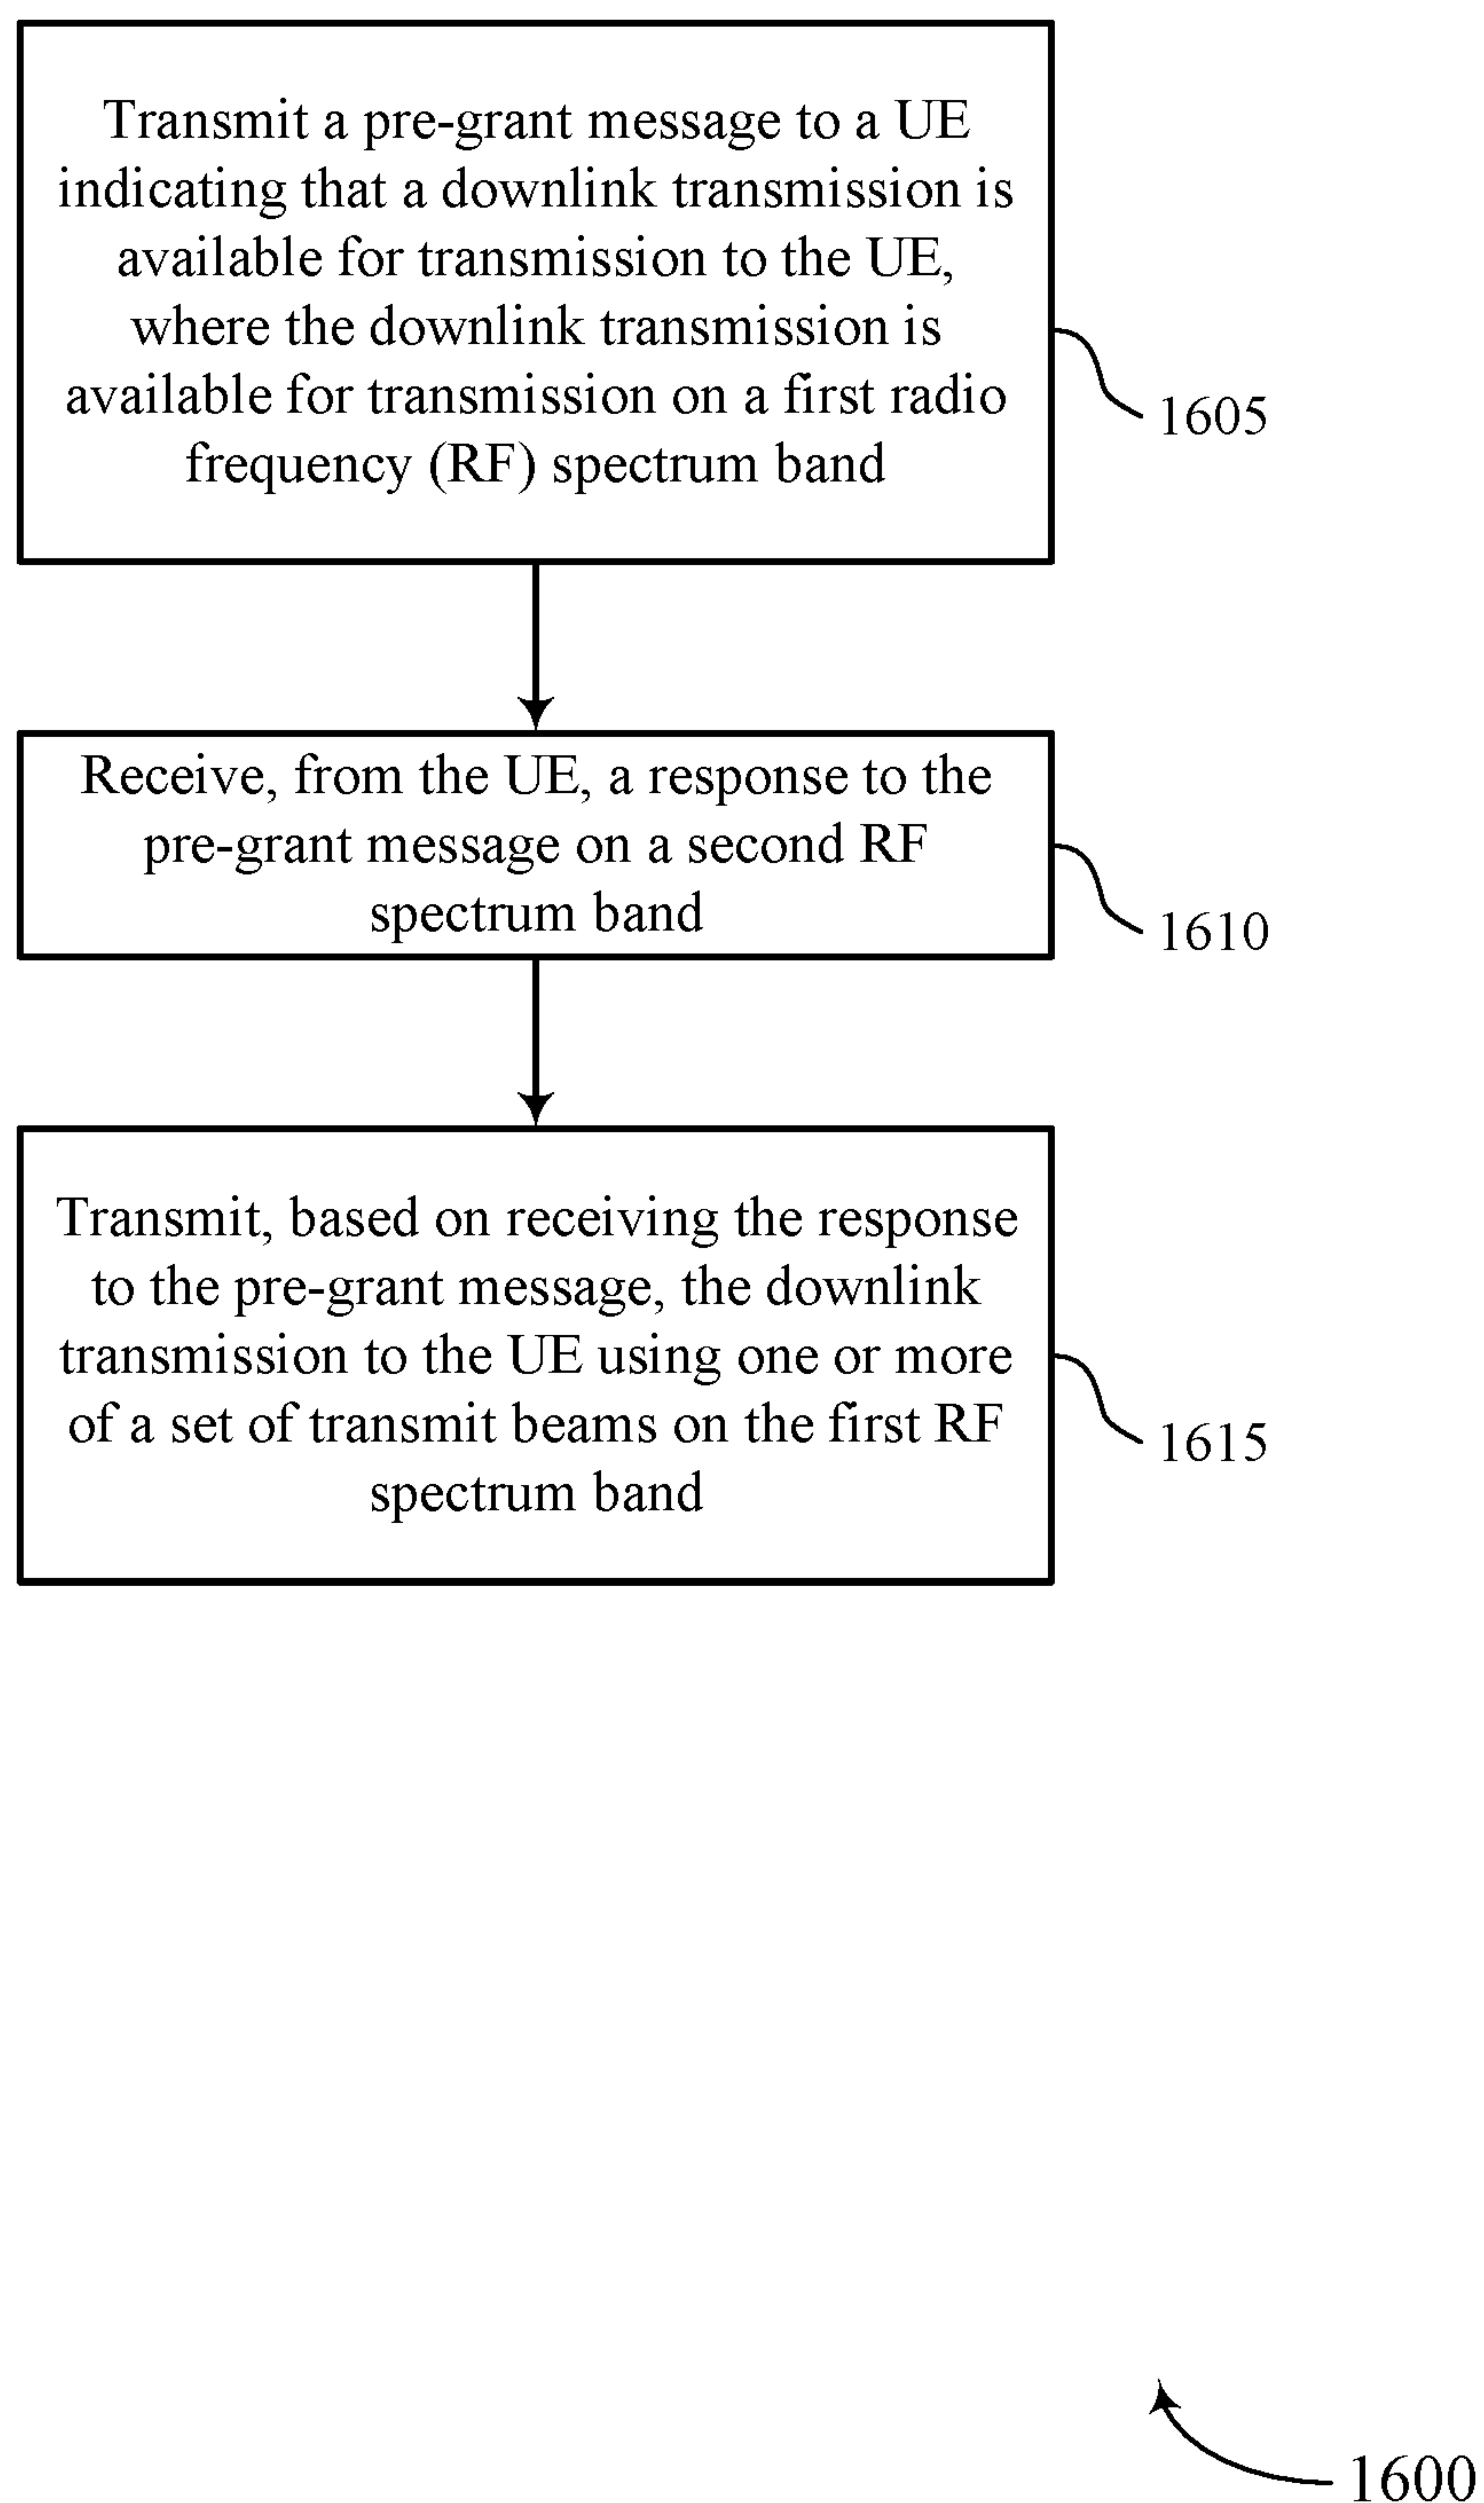 Transmit a pre-grant message to a UE
indicating that a downlink transmission is
available for transmission to the UE,
where the downlink transmission is
available for transmission on a first radio
frequency (RF) spectrum band
1605
Receive, from the UE, a response to the
pre-grant message on a second RF
spectrum band
1610
Transmit, based on receiving the response
to the pre-grant message, the downlink
transmission to the UE using one or more
of a set of transmit beams on the first RF
spectrum band
1615
1600